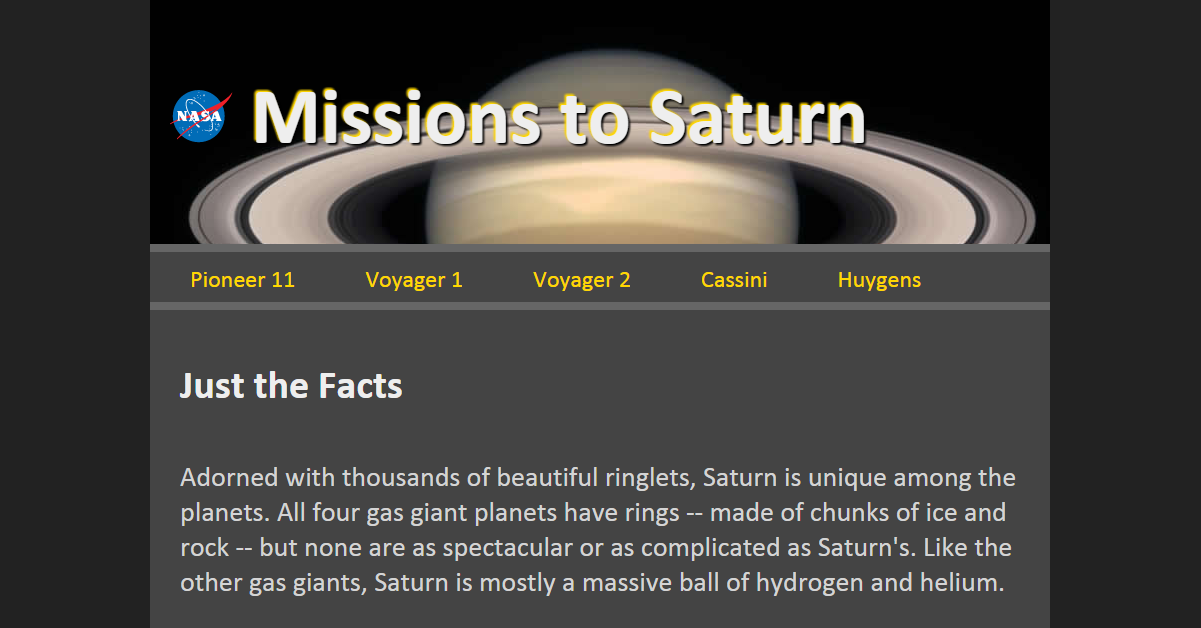 NASA
Missions to Saturn
Pioneer 11 Voyager 1 Voyager 2 Cassini Huygens
Just the Facts
Adorned with thousands of beautiful ringlets, Saturn is unique among the
planets. All four gas giant planets have rings -- made of chunks of ice and
rock -- but none are as spectacular or as complicated as Saturn's. Like the
other gas giants, Saturn is mostly a massive ball of hydrogen and helium.